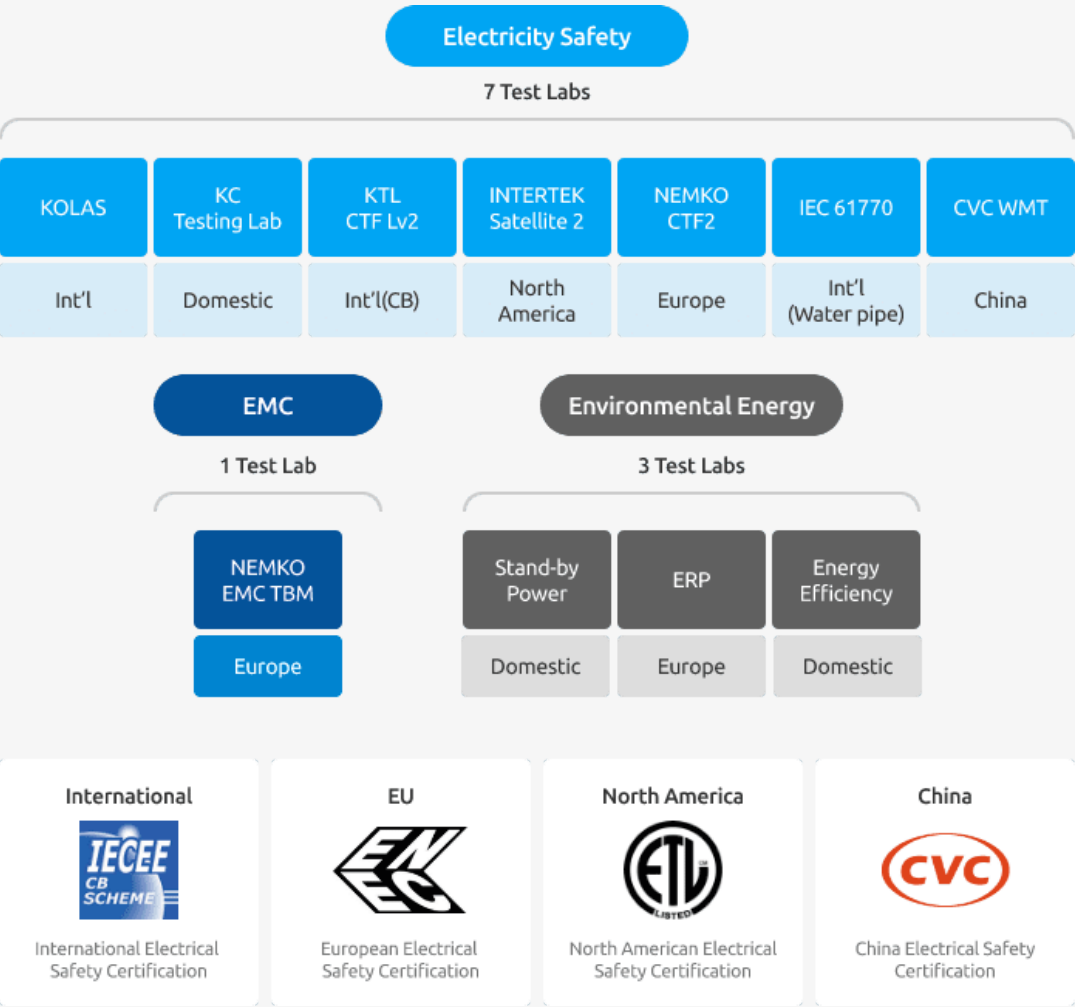 Electricity Safety
7 Test Labs
KOLAS
KC
Testing Lab
KTL
CTF Lv2
INTERTEK
Satellite 2
NEMKO
CTF2
IEC 61770
CVC WMT
Int'l
Domestic
Int'l(CB)
North
America
Europe
Int'l
(Water pipe)
China
EMC
1 Test Lab
NEMKO
EMC TBM
Europe
Environmental Energy
3 Test Labs
Stand-by
Power
ERP
Energy
Efficiency
Domestic
Europe
Domestic
International
IECEE
CB
SCHEME
International Electrical
Safety Certification
EU
EN
EC
European Electrical
Safety Certification
North America
ETL
CM
LISTED
North American Electrical
Safety Certification
China
CVC
China Electrical Safety
Certification